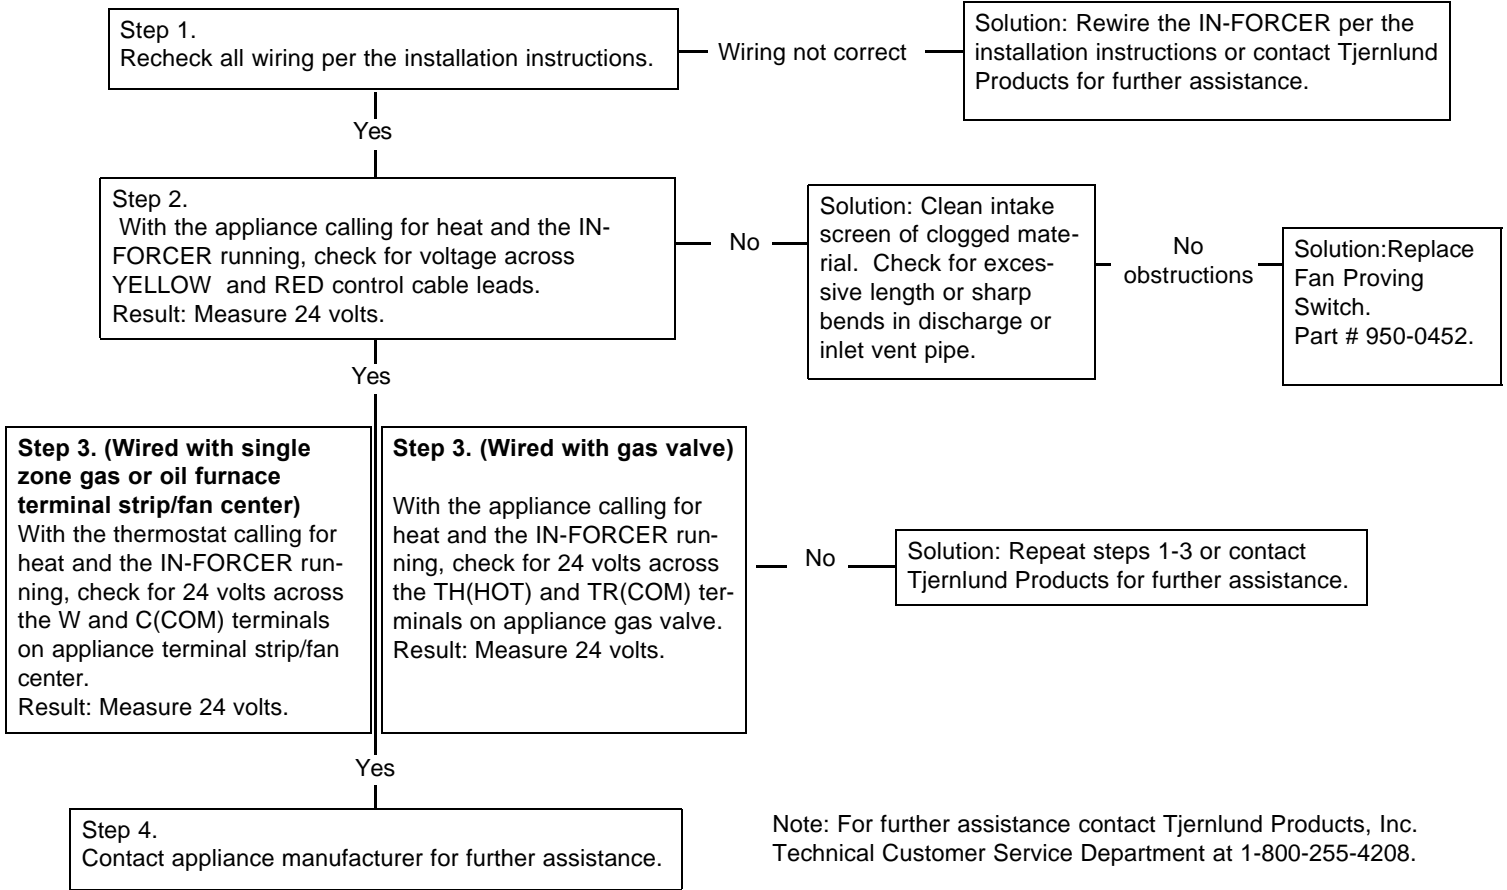 Step 1.
Recheck all wiring per the installation instructions.
Wiring not correct
Solution: Rewire the IN-FORCER per the
installation instructions or contact Tjernlund
Products for further assistance.
Yes
Step 2.
With the appliance calling for heat and the IN-
FORCER running, check for voltage across
YELLOW and RED control cable leads.
Result: Measure 24 volts.
No
Solution: Clean intake
screen of clogged mate-
rial. Check for exces-
sive length or sharp
bends in discharge or
inlet vent pipe.
No
obstructions
Solution:Replace
Fan Proving
Switch.
Part # 950-0452.
Yes
Step 3. (Wired with single
zone gas or oil furnace
terminal strip/fan center)
With the thermostat calling for
heat and the IN-FORCER run-
ning, check for 24 volts across
the W and C(COM) terminals
on appliance terminal strip/fan
center.
Result: Measure 24 volts.
Step 3. (Wired with gas valve)
With the appliance calling for
heat and the IN-FORCER run-
ning, check for 24 volts across
the TH(HOT) and TR(COM) ter-
minals on appliance gas valve.
Result: Measure 24 volts.
No
Solution: Repeat steps 1-3 or contact
Tjernlund Products for further assistance.
Yes
Step 4.
Contact appliance manufacturer for further assistance.
Note: For further assistance contact Tjernlund Products, Inc.
Technical Customer Service Department at 1-800-255-4208.